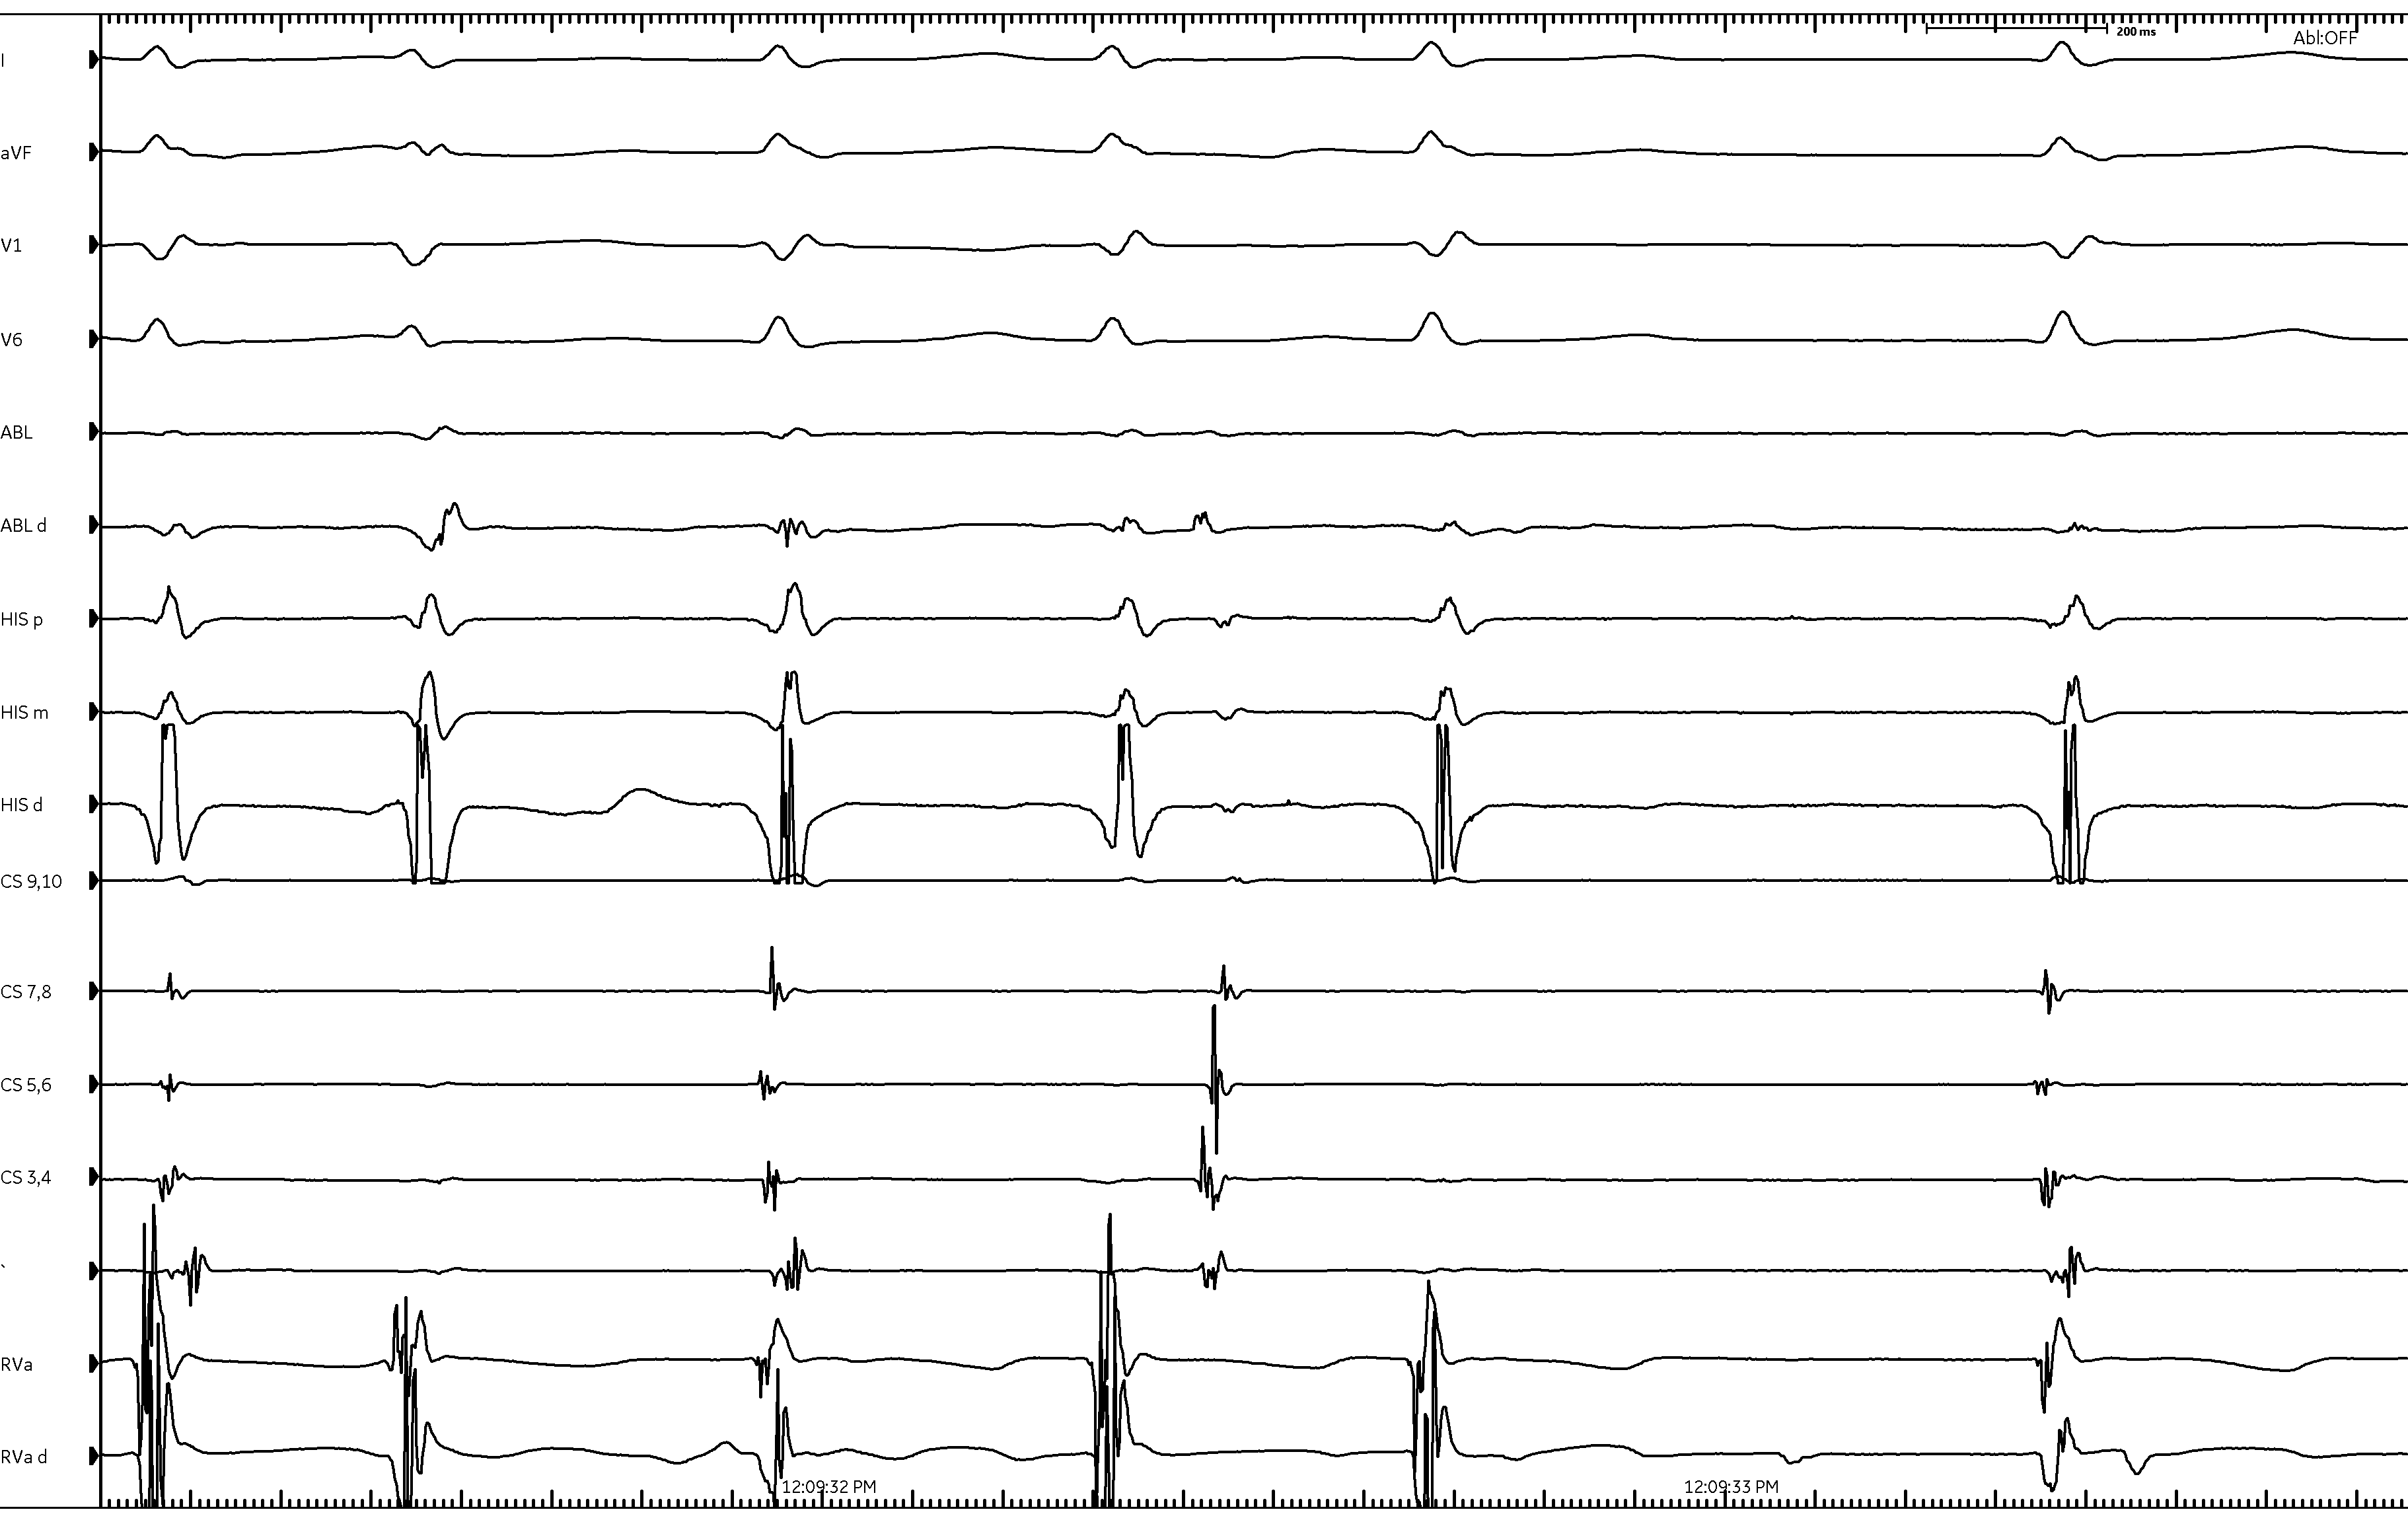 200 ms
Abl:OFF
I
aVF
V1
V6
ABL
ABL d
HIS p
HIS m
HIS d
CS 9,10
CS 7,8
CS 5,6
CS 3,4
`
RVa
RVa d
12:09:32 PM 12:09:33 PM